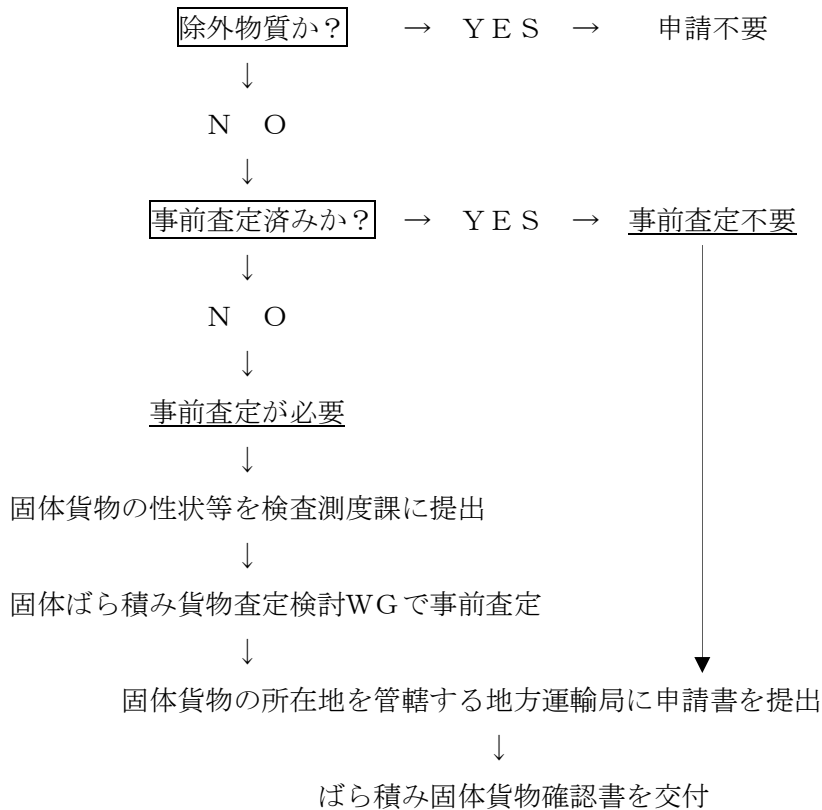 除外物質か？ → ＹＥＳ → 申請不要
↓
Ｎ Ｏ
↓
事前査定済みか？ → ＹＥＳ → 事前査定不要
↓
Ｎ Ｏ
↓
事前査定が必要
↓
固体貨物の性状等を検査測度課に提出
↓
固体ばら積み貨物査定検討WGで事前査定
↓
固体貨物の所在地を管轄する地方運輸局に申請書を提出
↓
ばら積み固体貨物確認書を交付